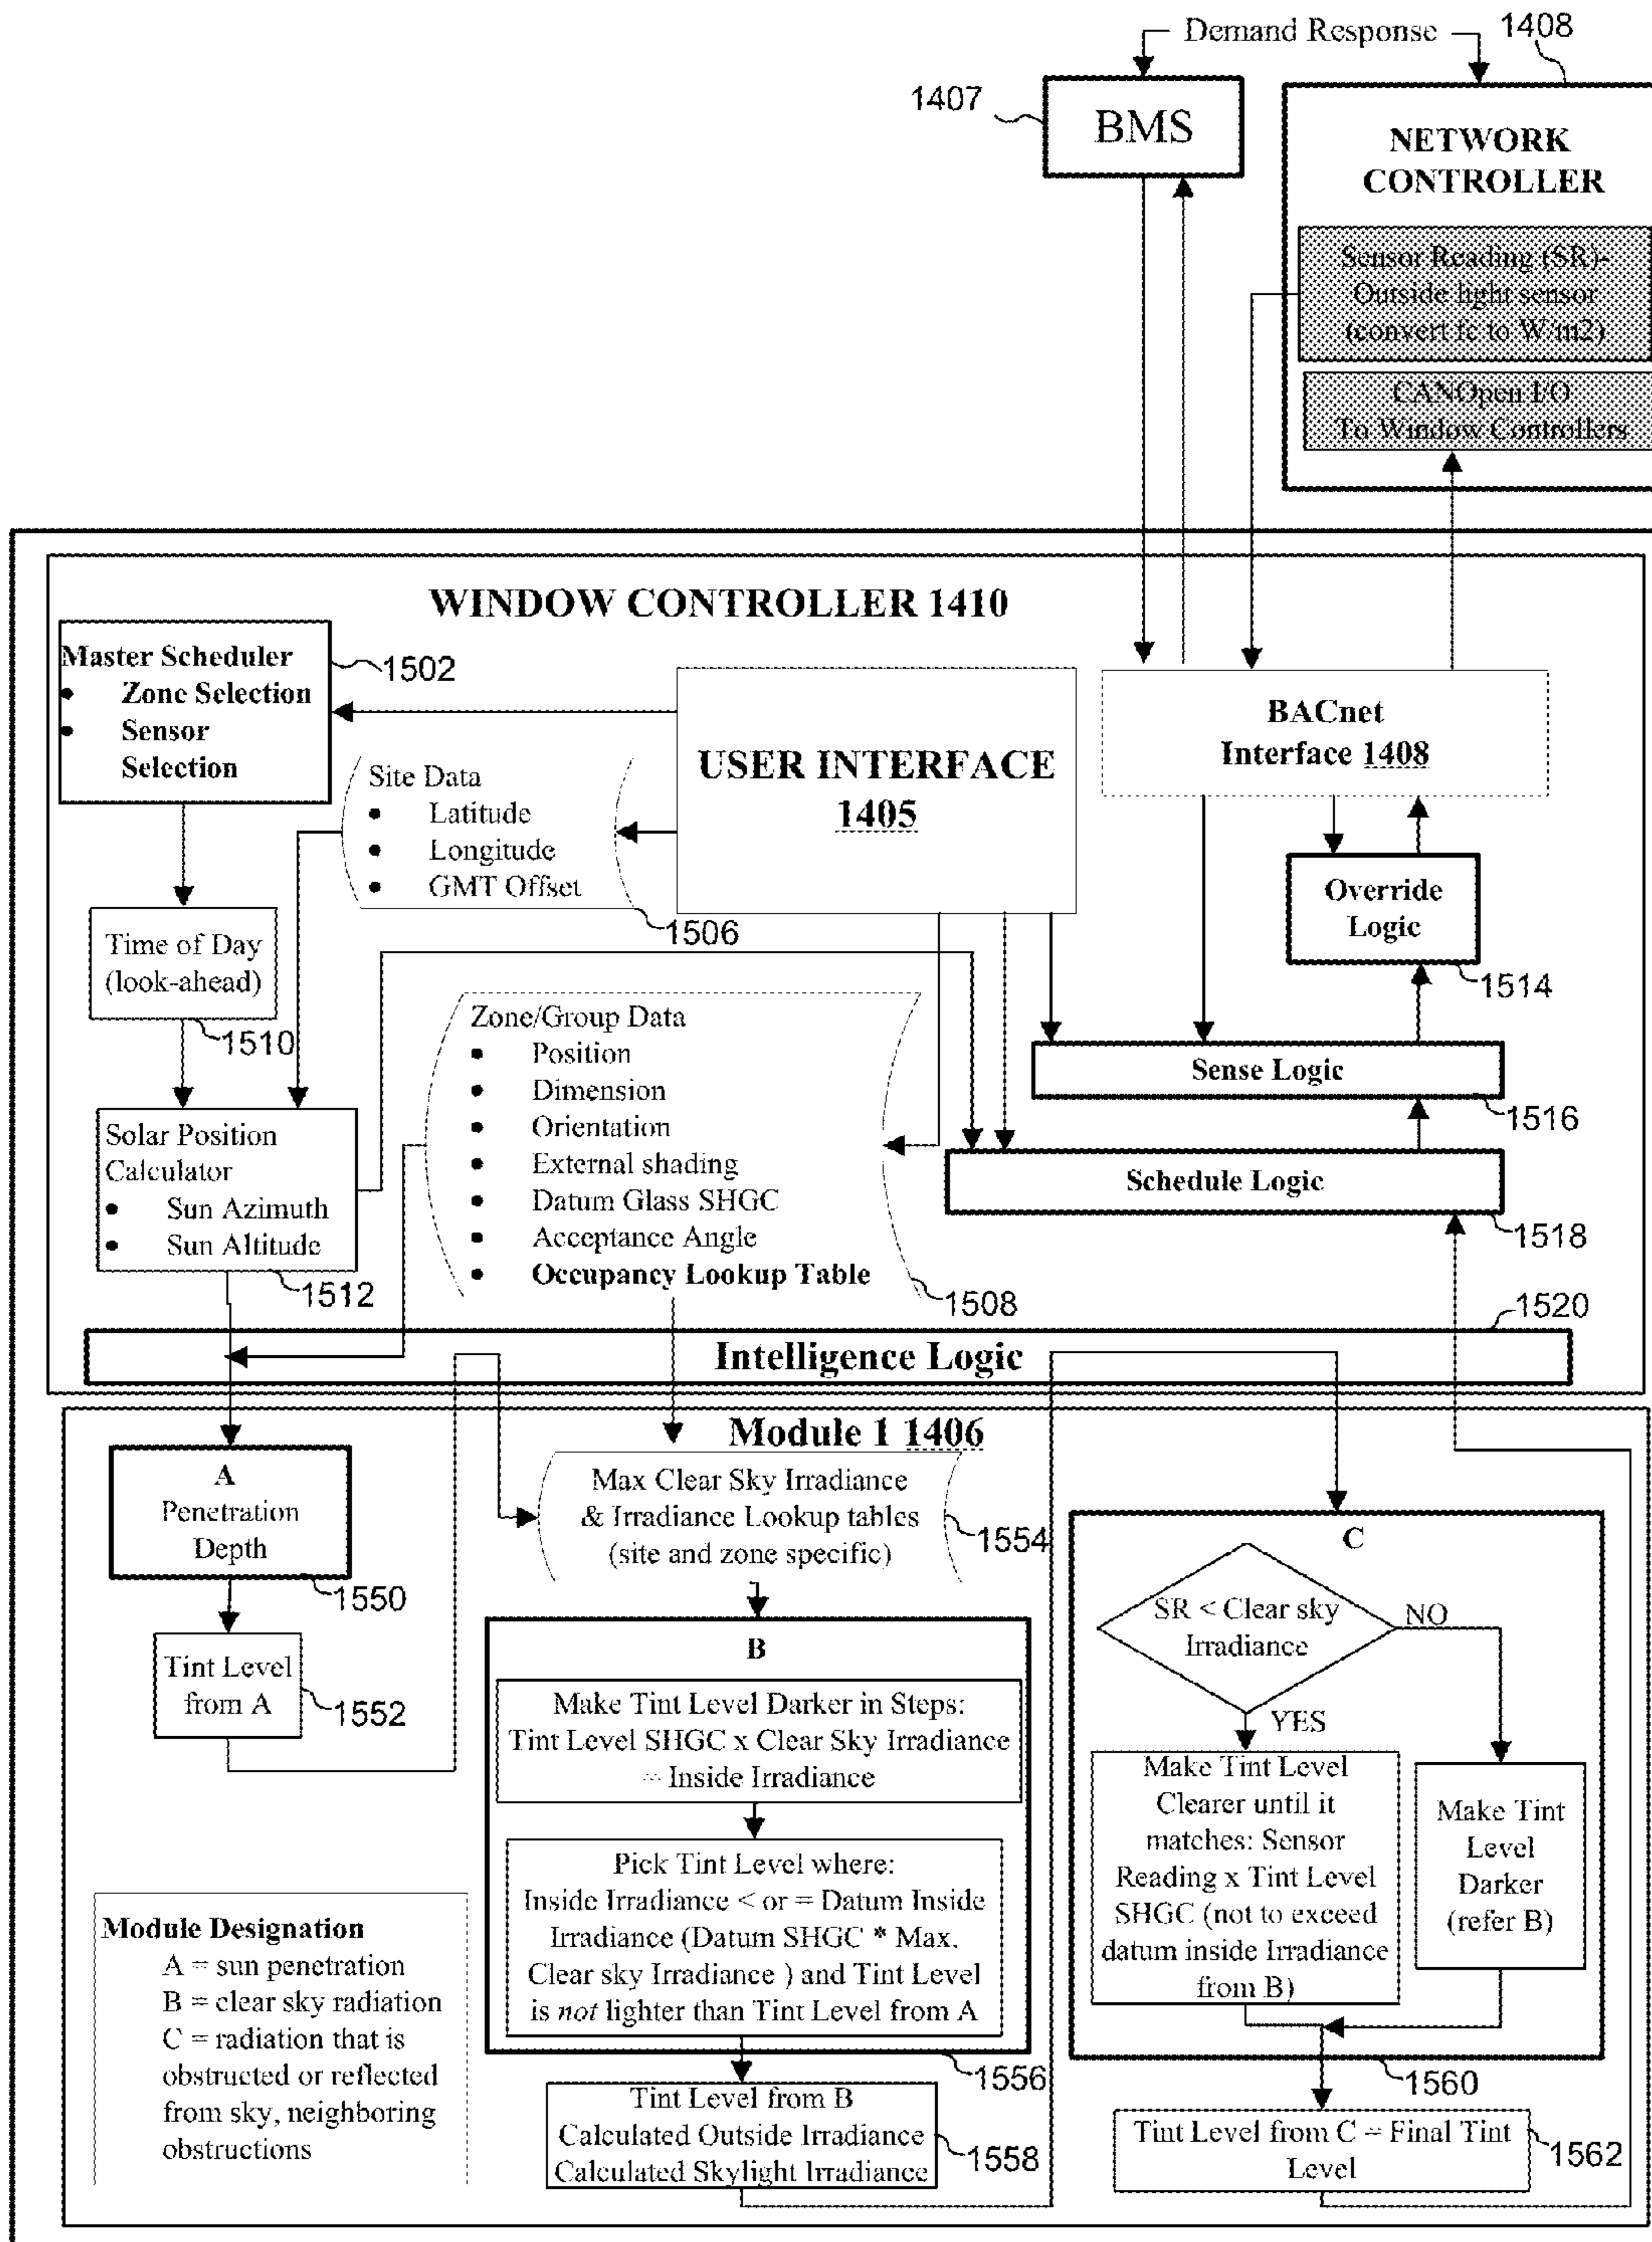 Demand Response
1408
1407
BMS
NETWORK
CONTROLLER
Sensor Reading (SR)-
Outside light sensor
(convert fc to W/m2)
CANOpen I/O
To Window Controllers
WINDOW CONTROLLER 1410
Master Scheduler
• Zone Selection
• Sensor
Selection
1502
USER INTERFACE
1405
BACnet
Interface 1408
Site Data
• Latitude
• Longitude
• GMT Offset
1506
Override
Logic
1514
Time of Day
(look-ahead)
1510
Zone/Group Data
• Position
• Dimension
• Orientation
• External shading
• Datum Glass SHGC
• Acceptance Angle
• Occupancy Lookup Table
1508
Sense Logic
1516
Schedule Logic
1518
Solar Position
Calculator
• Sun Azimuth
• Sun Altitude
1512
1520
Intelligence Logic
Module 1 1406
A
Penetration
Depth
1550
Tint Level
from A
1552
Max Clear Sky Irradiance
& Irradiance Lookup tables
(site and zone specific)
1554
B
Make Tint Level Darker in Steps:
Tint Level SHGC x Clear Sky Irradiance
= Inside Irradiance
Pick Tint Level where:
Inside Irradiance < or = Datum Inside
Irradiance (Datum SHGC * Max.
Clear sky Irradiance ) and Tint Level
is not lighter than Tint Level from A
1556
Tint Level from B
Calculated Outside Irradiance
Calculated Skylight Irradiance
1558
C
SR < Clear sky
Irradiance
NO
YES
Make Tint Level
Clearer until it
matches: Sensor
Reading x Tint Level
SHGC (not to exceed
datum inside Irradiance
from B)
Make Tint
Level
Darker
(refer B)
1560
Tint Level from C = Final Tint
Level
1562
Module Designation
A = sun penetration
B = clear sky radiation
C = radiation that is
obstructed or reflected
from sky, neighboring
obstructions